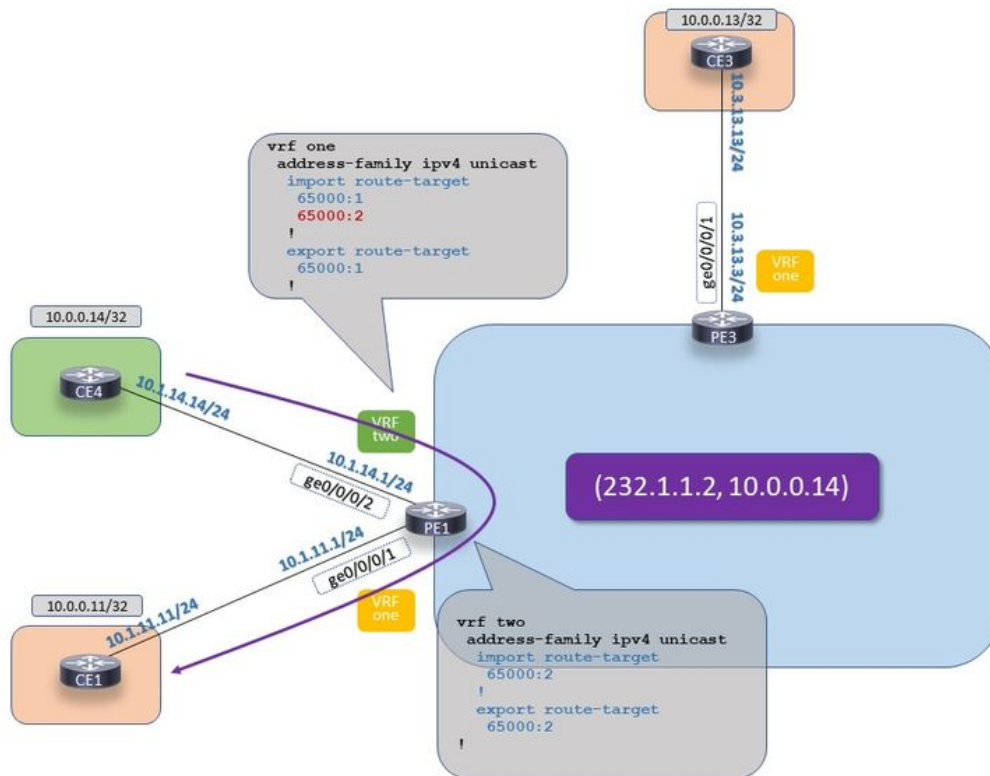 10.0.0.13/32
CE3
10.3.13.13/24
vrf one
address-family ipv4 unicast
import route-target
65000:1
65000:2
!
export route-target
65000:1
!
ge0/0/0/1
10.3.13.3/24
VRF
one
PE3
10.0.0.14/32
CE4
10.1.14.14/24
VRF
two
10.1.14.1/24
ge0/0/0/2
(232.1.1.2, 10.0.0.14)
PE1
10.1.11.1/24
ge0/0/0/1
VRF
one
10.0.0.11/32
10.1.11.11/24
CE1
vrf two
address-family ipv4 unicast
import route-target
65000:2
!
export route-target
65000:2
!